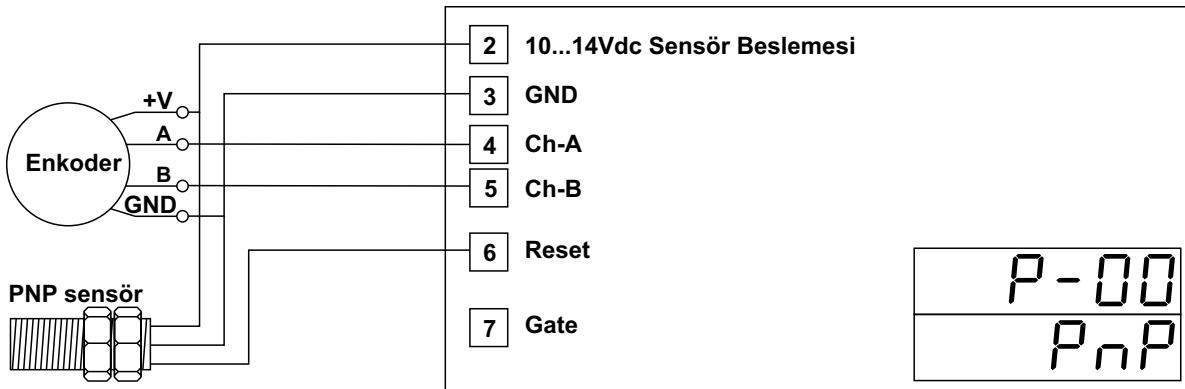 2 10...14Vdc Sensör Beslemesi
3 GND
+V
A
4 Ch-A
Enkoder
B
5 Ch-B
GND
6 Reset
PNP sensör
7 Gate
P-00
PnP